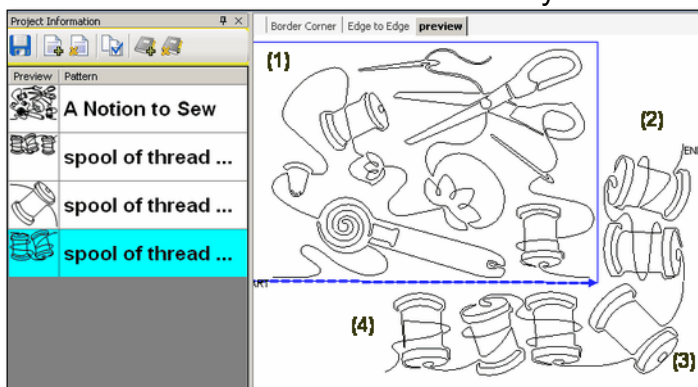 Project Information
Border Corner Edge to Edge preview
Preview Pattern
A Notion to Sew
spool of thread ...
spool of thread ...
spool of thread ...
(1)
(2)
(4)
(3)